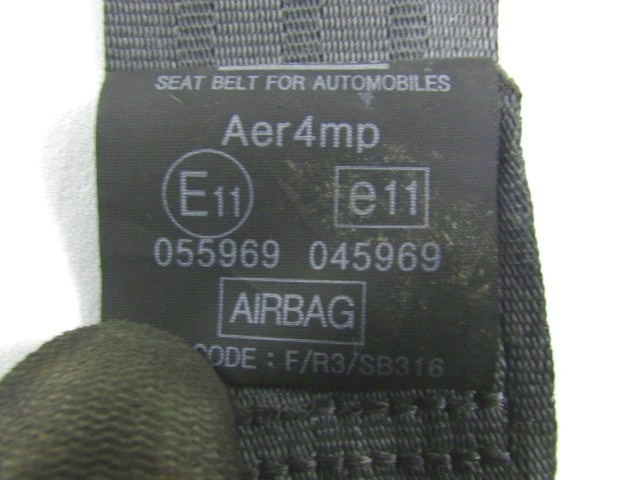 SEAT BELT FOR AUTOMOBILES
Aer4mp
E11 e11
055969 045969
AIRBAG
CODE : F/R3/SB316